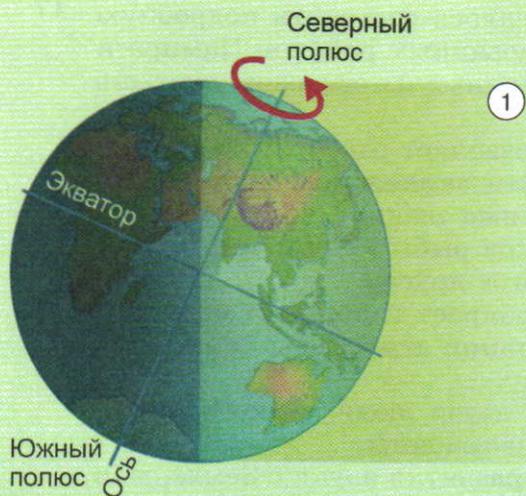 Северный
полюс
1
Экватор
Южный
полюс
Ось